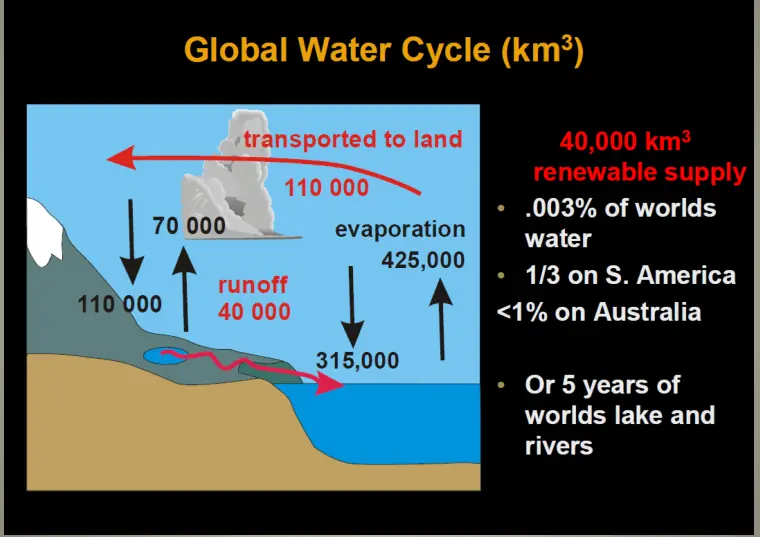 Global Water Cycle (km³)
transported to land
110 000
70 000
evaporation
425,000
110 000
runoff
40 000
315,000
40,000 km³
renewable supply
• .003% of worlds
water
• 1/3 on S. America
<1% on Australia
• Or 5 years of
worlds lake and
rivers